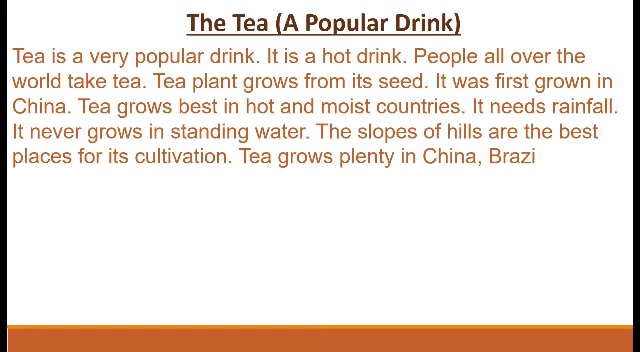 The Tea (A Popular Drink)
Tea is a very popular drink. It is a hot drink. People all over the
world take tea. Tea plant grows from its seed. It was first grown in
China. Tea grows best in hot and moist countries. It needs rainfall.
It never grows in standing water. The slopes of hills are the best
places for its cultivation. Tea grows plenty in China, Brazi